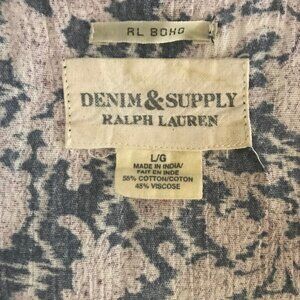 RL BOHO
DENIM & SUPPLY
RALPH LAUREN
L/G
MADE IN INDIA/
FAIT EN INDE
55% COTTON/COTON
45% VISCOSE